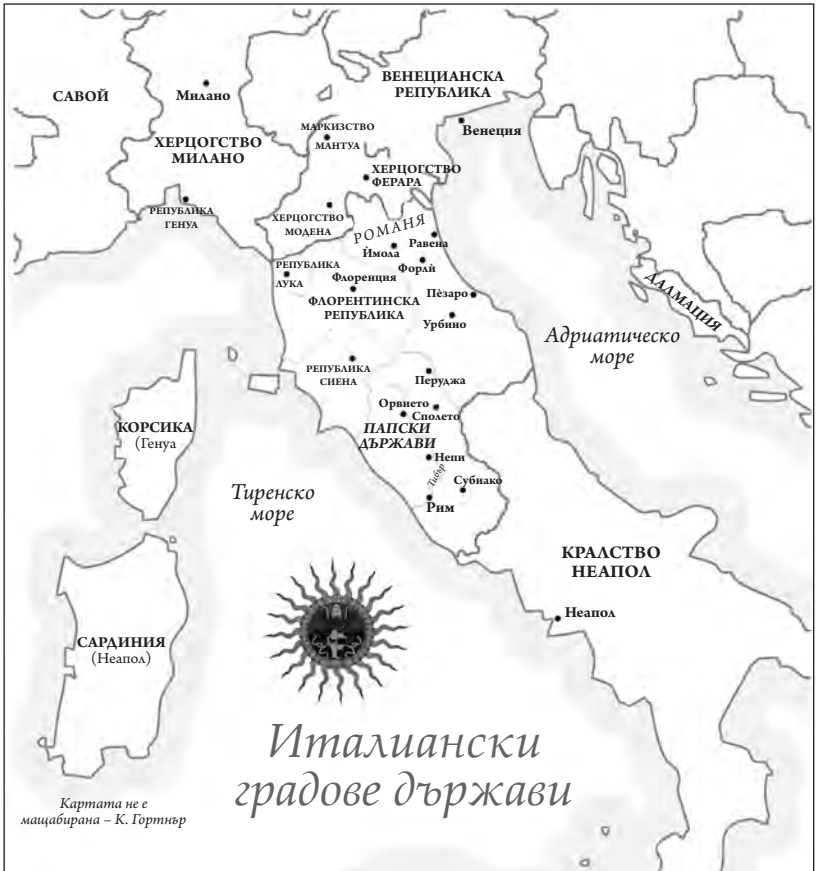 САВОЙ
Милано
ВЕНЕЦИАНСКА
РЕПУБЛИКА
ХЕРЦОГСТВО
МИЛАНО
МАРКИЗСТВО
МАНТУА
Венеция
ХЕРЦОГСТВО
ФЕРАРА
РЕПУБЛИКА
ГЕНУА
ХЕРЦОГСТВО
МОДЕНА
РОМАНЯ
Равена
Ѝмола
Форлѝ
РЕПУБЛИКА
ЛУКА
Флоренция
ФЛОРЕНТИНСКА
РЕПУБЛИКА
Пѐзаро
Урбино
ДАЛМАЦИЯ
Адриатическо
море
РЕПУБЛИКА
СИЕНА
Перуджа
Орвието
Сполето
ПАПСКИ
ДЪРЖАВИ
КОРСИКА
(Генуа
Непи
Тибър
Субиако
Рим
Тиренско
море
КРАЛСТВО
НЕАПОЛ
Неапол
САРДИНИЯ
(Неапол)
Италиански
градове държави
Картата не е
мащабирана – К. Гортнър